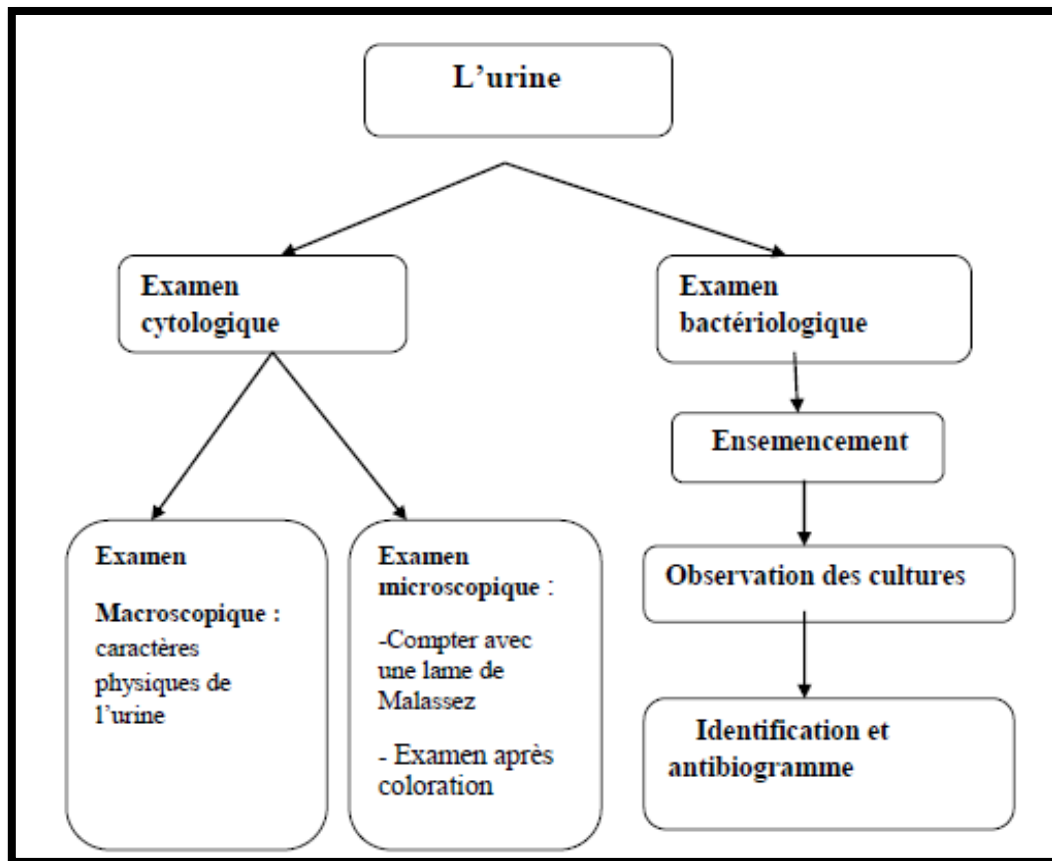 L’urine
Examen
cytologique
Examen
bactériologique
Ensemencement
Examen
Macroscopique :
caractères
physiques de
l’urine
Examen
microscopique :
-Compter avec
une lame de
Malassez
- Examen après
coloration
Observation des cultures
Identification et
antibiogramme